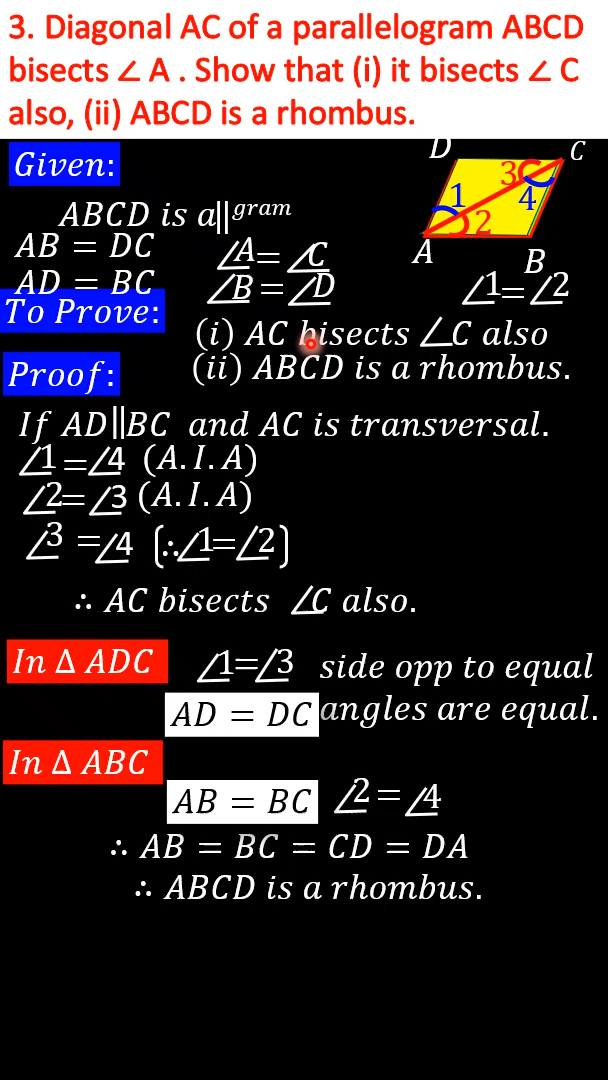 3. Diagonal AC of a parallelogram ABCD
bisects ∠ A . Show that (i) it bisects ∠ C
also, (ii) ABCD is a rhombus.
Given:
D
C
3
1
4
2
A
B
ABCD is a||gram
AB = DC
∠A=∠C
AD = BC
∠B=∠D
∠1=∠2
To Prove:
(i) AC bisects ∠C also
(ii) ABCD is a rhombus.
Proof:
If AD||BC and AC is transversal.
∠1=∠4 (A.I.A)
∠2=∠3 (A.I.A)
∠3 =∠4 (∴∠1=∠2)
∴ AC bisects ∠C also.
In Δ ADC ∠1=∠3 side opp to equal
AD = DC angles are equal.
In Δ ABC
AB = BC ∠2=∠4
∴ AB = BC = CD = DA
∴ ABCD is a rhombus.